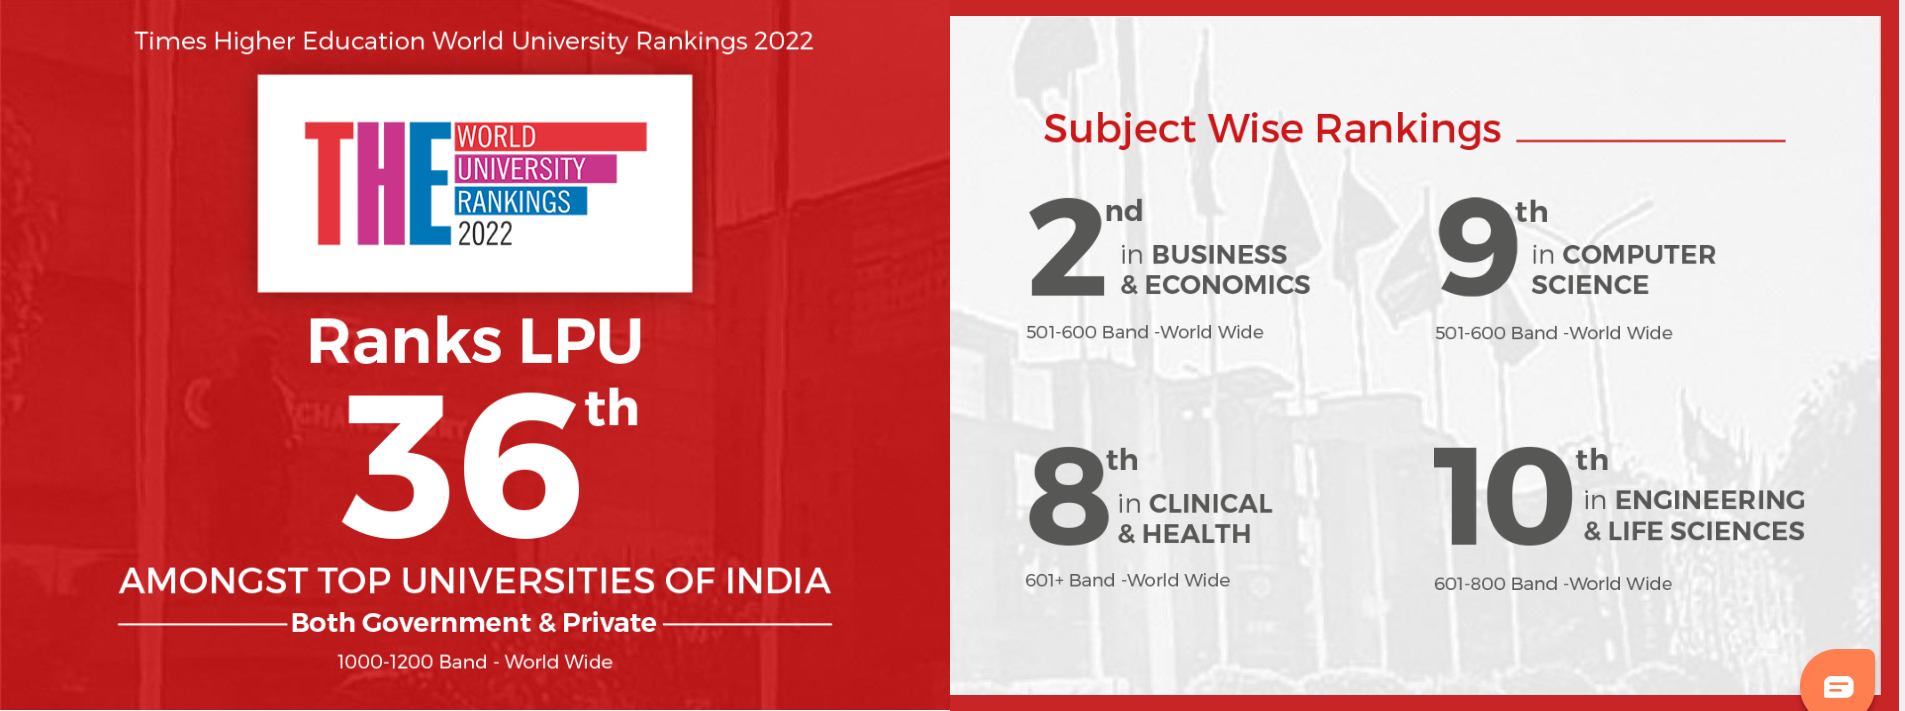 Times Higher Education World University Rankings 2022
THE
WORLD
UNIVERSITY
RANKINGS
2022
Ranks LPU
36th
AMONGST TOP UNIVERSITIES OF INDIA
Both Government & Private
1000-1200 Band - World Wide
Subject Wise Rankings
2nd
in BUSINESS
& ECONOMICS
501-600 Band -World Wide
9th
in COMPUTER
SCIENCE
501-600 Band -World Wide
8th
in CLINICAL
& HEALTH
601+ Band -World Wide
10th
in ENGINEERING
& LIFE SCIENCES
601-800 Band -World Wide